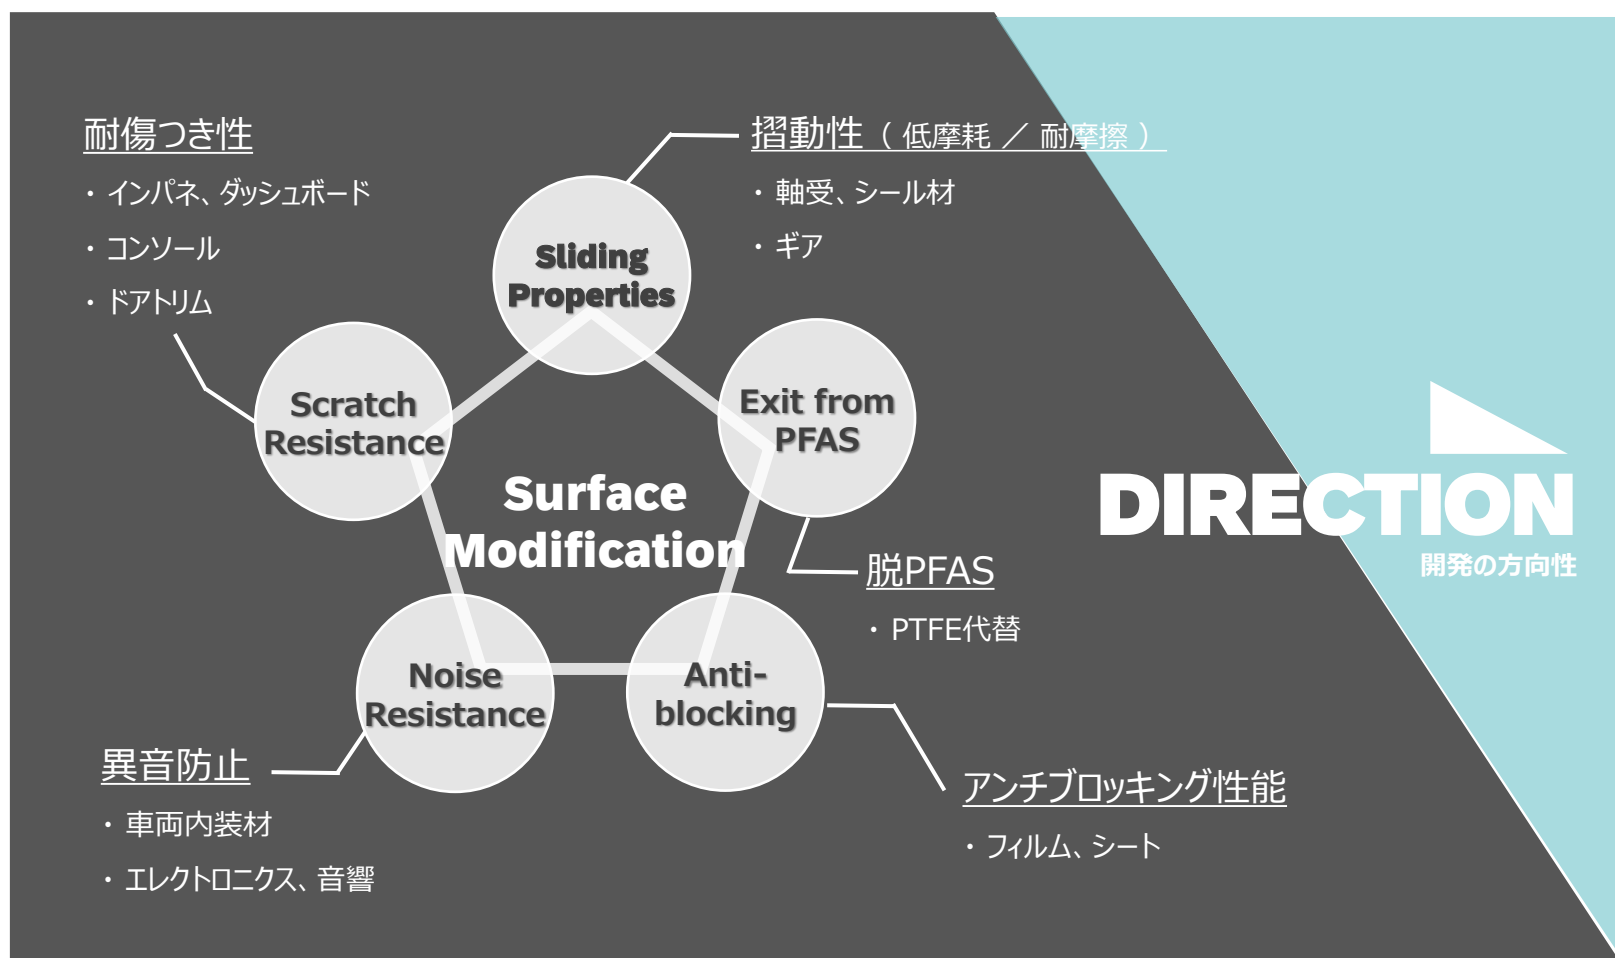 耐傷つき性
・ インパネ、ダッシュボード
・ コンソール
・ ドアトリム
摺動性（ 低摩耗 ／ 耐摩擦 ）
・ 軸受、シール材
・ ギア
Sliding
Properties
Scratch
Resistance
Exit from
PFAS
Surface
Modification
脱PFAS
・ PTFE代替
Noise
Resistance
Anti-
blocking
異音防止
・ 車両内装材
・ エレクトロニクス、音響
アンチブロッキング性能
・ フィルム、シート
DIRECTION
開発の方向性